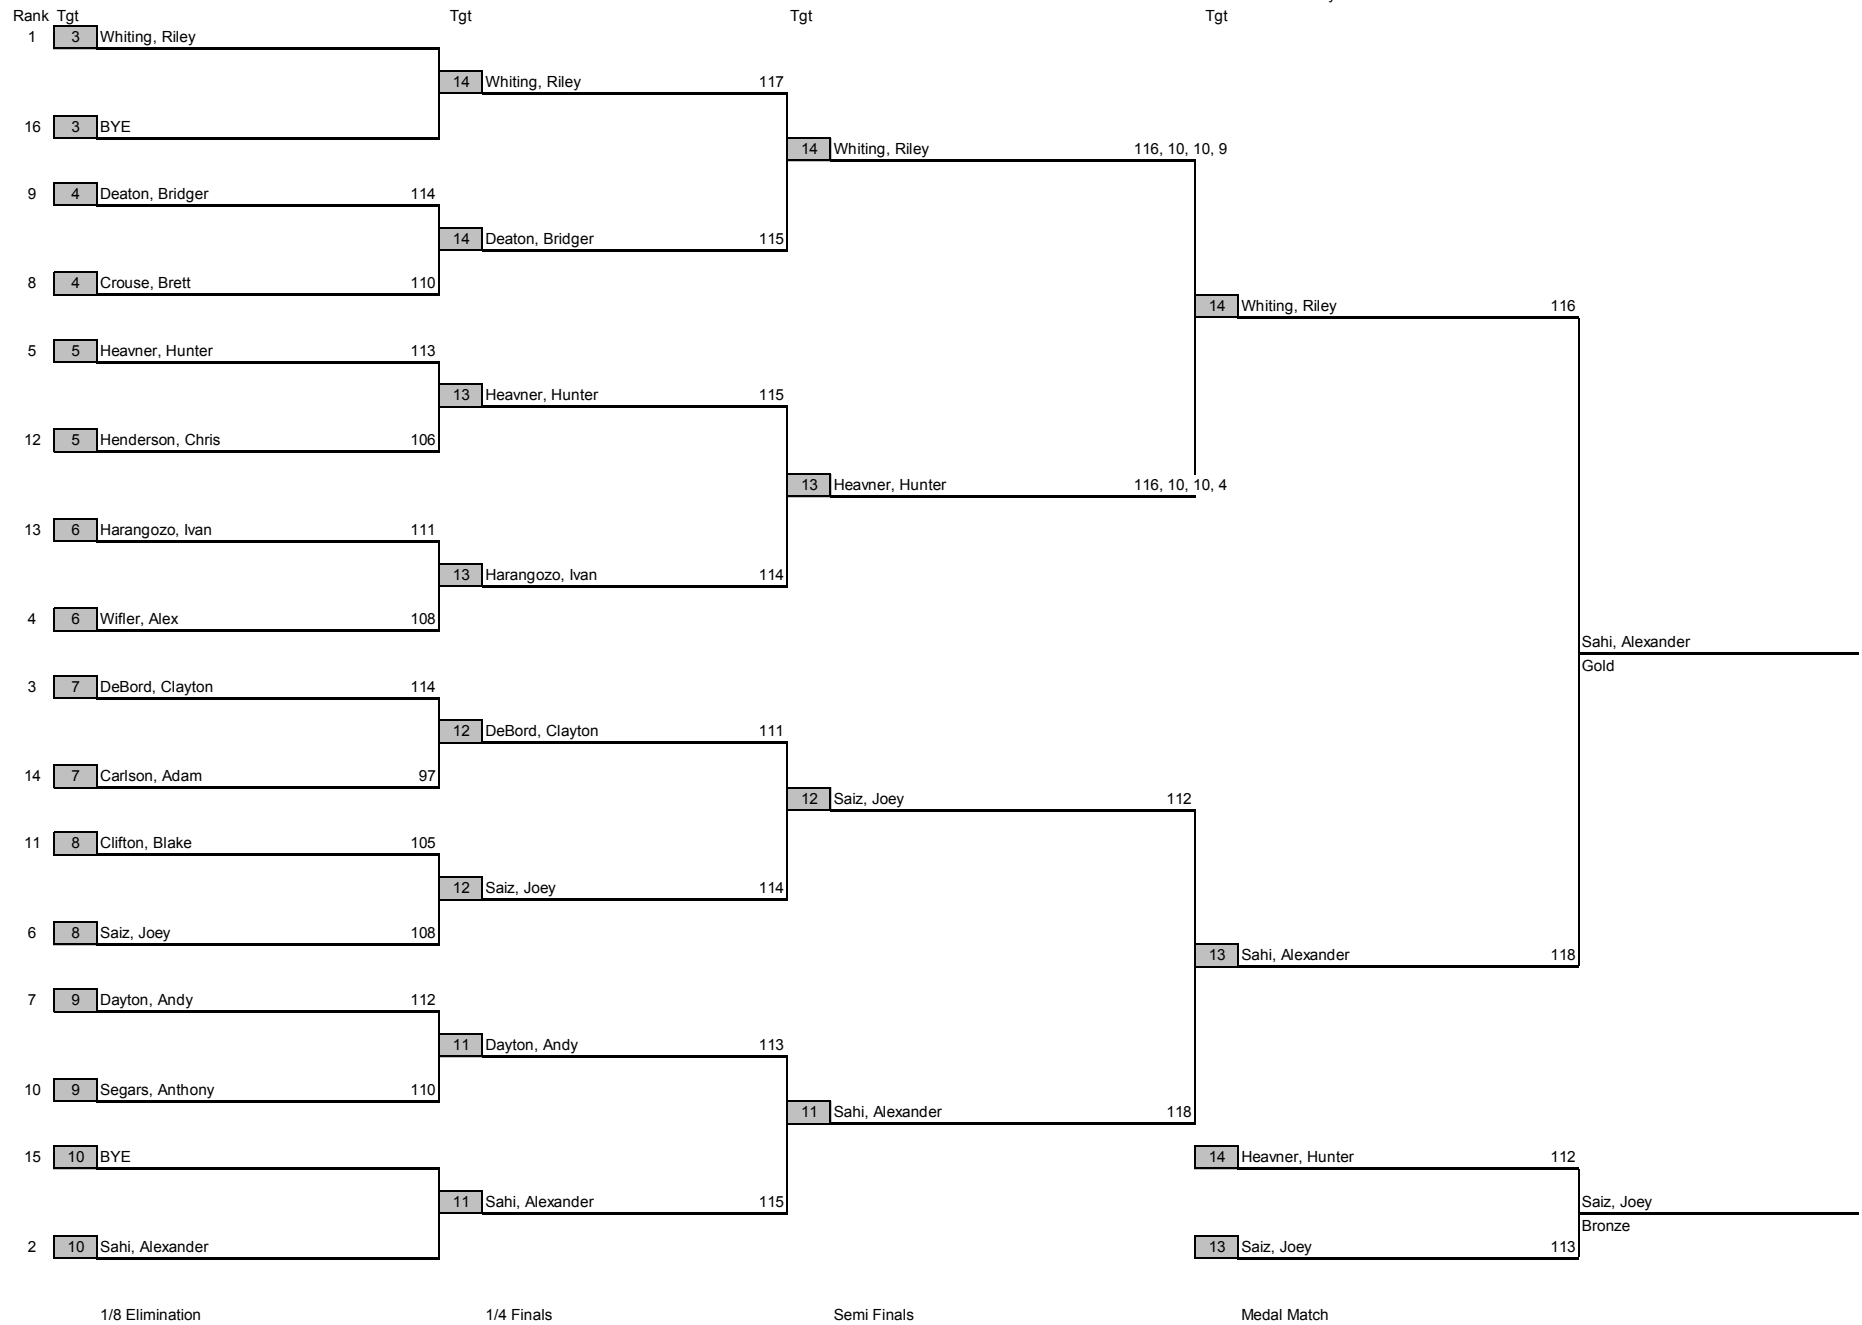 Rank Tgt Tgt Tgt Tgt
1 3 Whiting, Riley
14 Whiting, Riley 117
16 3 BYE
14 Whiting, Riley 116, 10, 10, 9
9 4 Deaton, Bridger 114
14 Deaton, Bridger 115
8 4 Crouse, Brett 110
14 Whiting, Riley 116
5 5 Heavner, Hunter 113
13 Heavner, Hunter 115
12 5 Henderson, Chris 106
13 Heavner, Hunter 116, 10, 10, 4
13 6 Harangozo, Ivan 111
13 Harangozo, Ivan 114
4 6 Wifler, Alex 108
Sahi, Alexander
Gold
3 7 DeBord, Clayton 114
12 DeBord, Clayton 111
14 7 Carlson, Adam 97
12 Saiz, Joey 112
11 8 Clifton, Blake 105
12 Saiz, Joey 114
6 8 Saiz, Joey 108
13 Sahi, Alexander 118
7 9 Dayton, Andy 112
11 Dayton, Andy 113
10 9 Segars, Anthony 110
11 Sahi, Alexander 118
15 10 BYE
14 Heavner, Hunter 112
11 Sahi, Alexander 115
Saiz, Joey
Bronze
2 10 Sahi, Alexander
13 Saiz, Joey 113
1/8 Elimination 1/4 Finals Semi Finals Medal Match